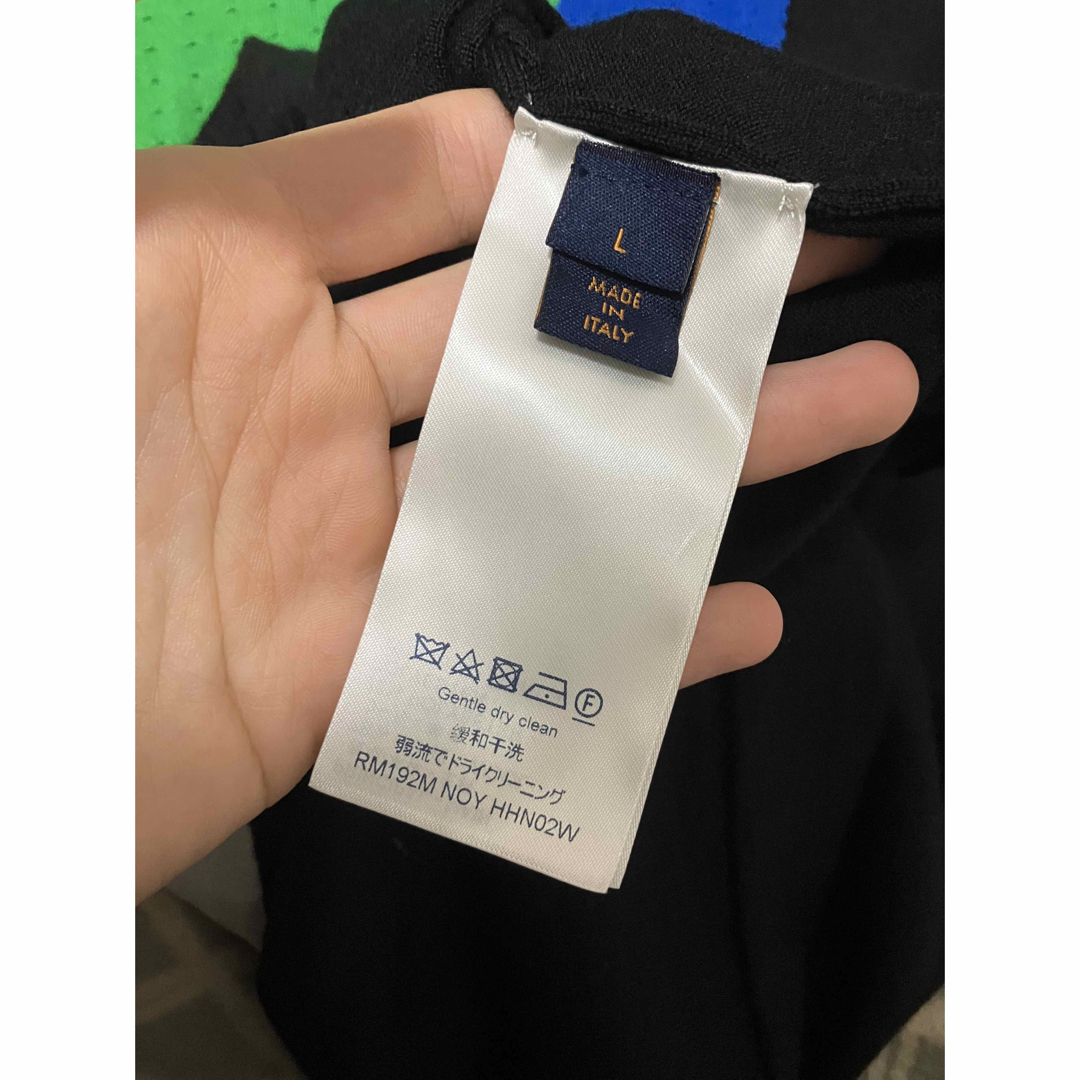 L
MADE
IN
ITALY
F
Gentle dry clean
缓和干洗
弱流でドライクリーニング
RM192M NOY HHN02W